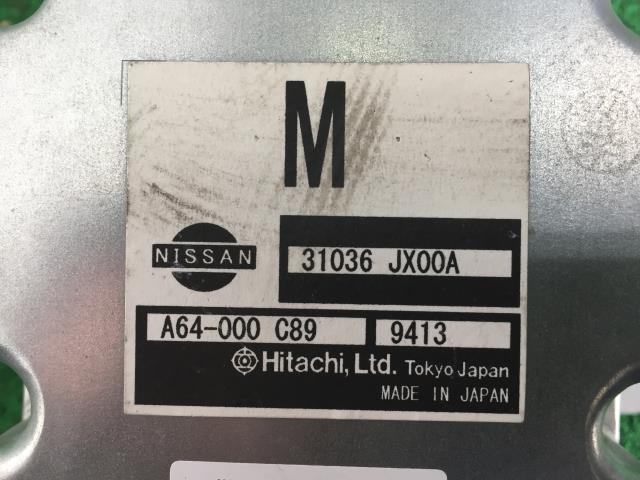 M
NISSAN
31036 JX00A
A64-000 C89
9413
Hitachi, Ltd. Tokyo Japan
MADE IN JAPAN